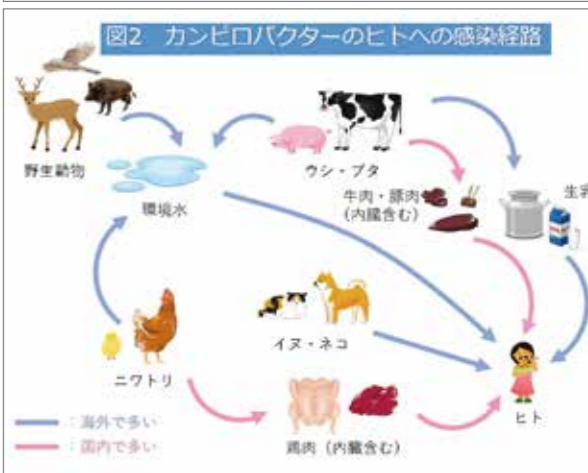 図2 カンピロバクターのヒトへの感染経路
野生動物
環境水
ウシ・ブタ
牛肉・豚肉
(内臓含む)
生乳
イヌ・ネコ
ニワトリ
ヒト
鶏肉(内臓含む)
:海外で多い
:国内で多い